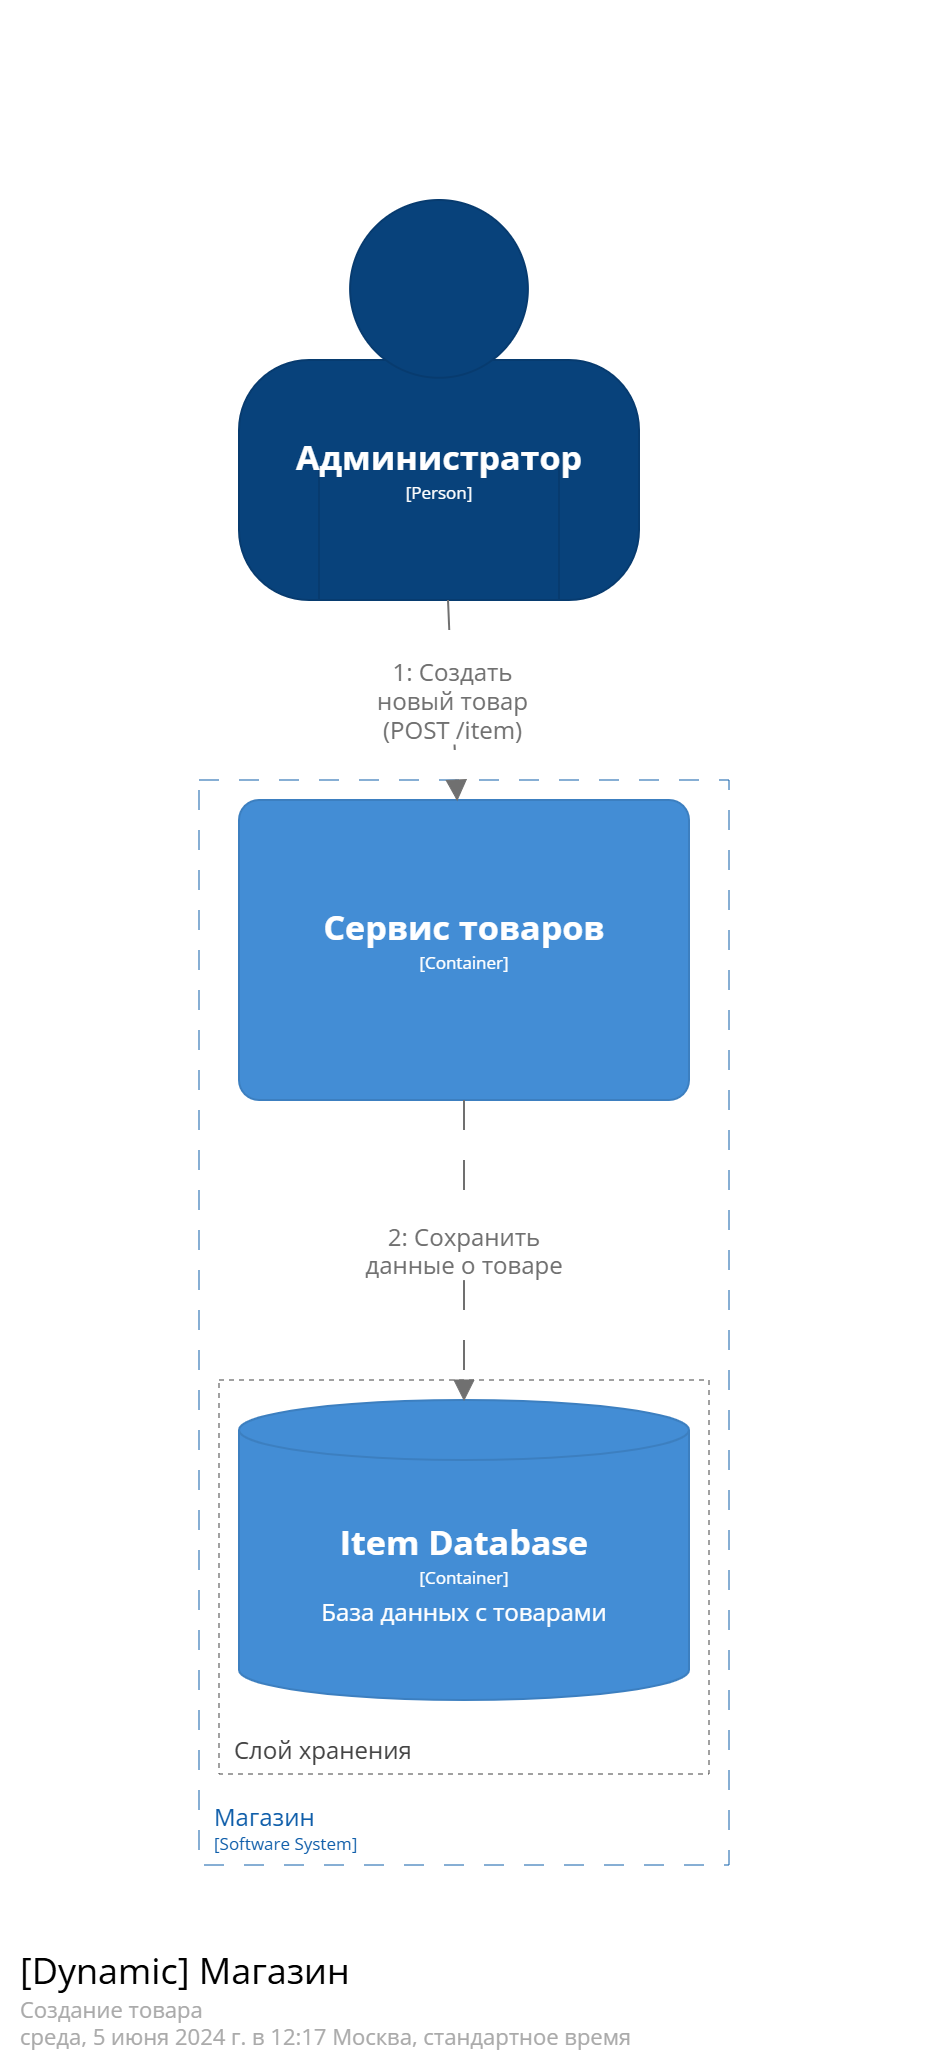 Администратор
[Person]
1: Создать
новый товар
(POST /item)
Сервис товаров
[Container]
2: Сохранить
данные о товаре
Item Database
[Container]
База данных с товарами
Слой хранения
Магазин
[Software System]
[Dynamic] Магазин
Создание товара
среда, 5 июня 2024 г. в 12:17 Москва, стандартное время